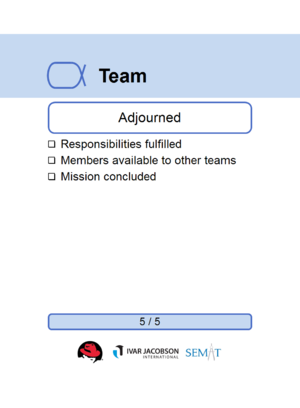 Team
Adjourned
Responsibilities fulfilled
Members available to other teams
Mission concluded
5 / 5
IVAR JACOBSON
INTERNATIONAL
SEMAT